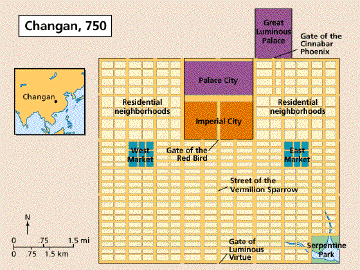 Changan, 750
Great
Luminous
Palace
Gate of the
Cinnabar
Phoenix
Changan
Palace City
Residential
neighborhoods
Residential
neighborhoods
Imperial City
West
Market
Gate of the
Red Bird
East
Market
Street of the
Vermilion Sparrow
N
0 .75 1.5 mi
0 .75 1.5 km
Gate of
Luminous
Virtue
Serpentine
Park